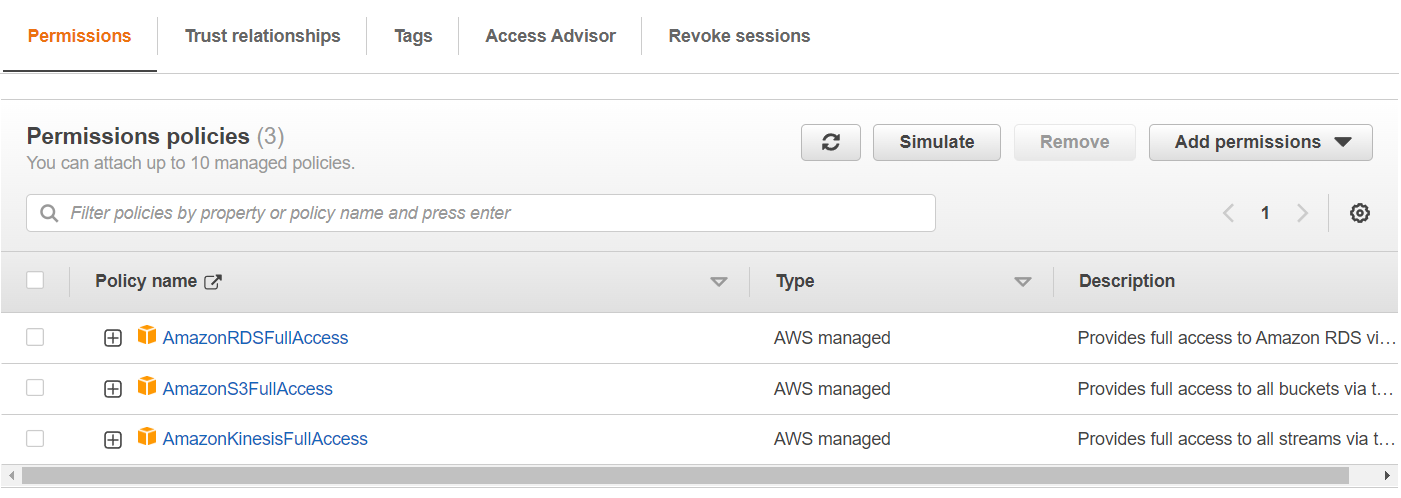 Permissions Trust relationships Tags Access Advisor Revoke sessions
Permissions policies (3)
You can attach up to 10 managed policies.
Simulate Remove Add permissions
Filter policies by property or policy name and press enter
1
Policy name Type Description
AmazonRDSFullAccess AWS managed Provides full access to Amazon RDS vi...
AmazonS3FullAccess AWS managed Provides full access to all buckets via t...
AmazonKinesisFullAccess AWS managed Provides full access to all streams via t...